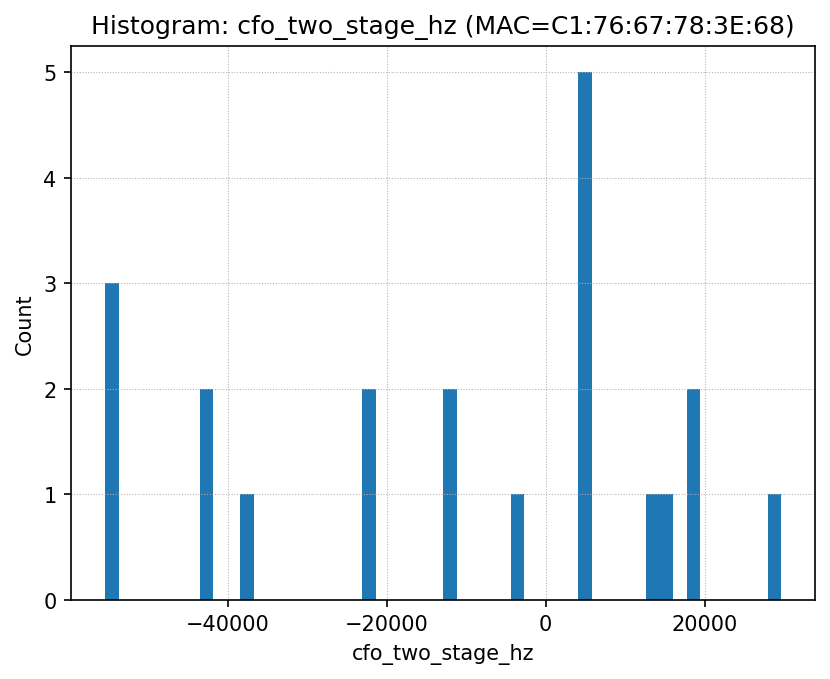 Histogram: cfo_two_stage_hz (MAC=C1:76:67:78:3E:68)
5
4
3
2
1
0
Count
−40000 −20000 0 20000
cfo_two_stage_hz